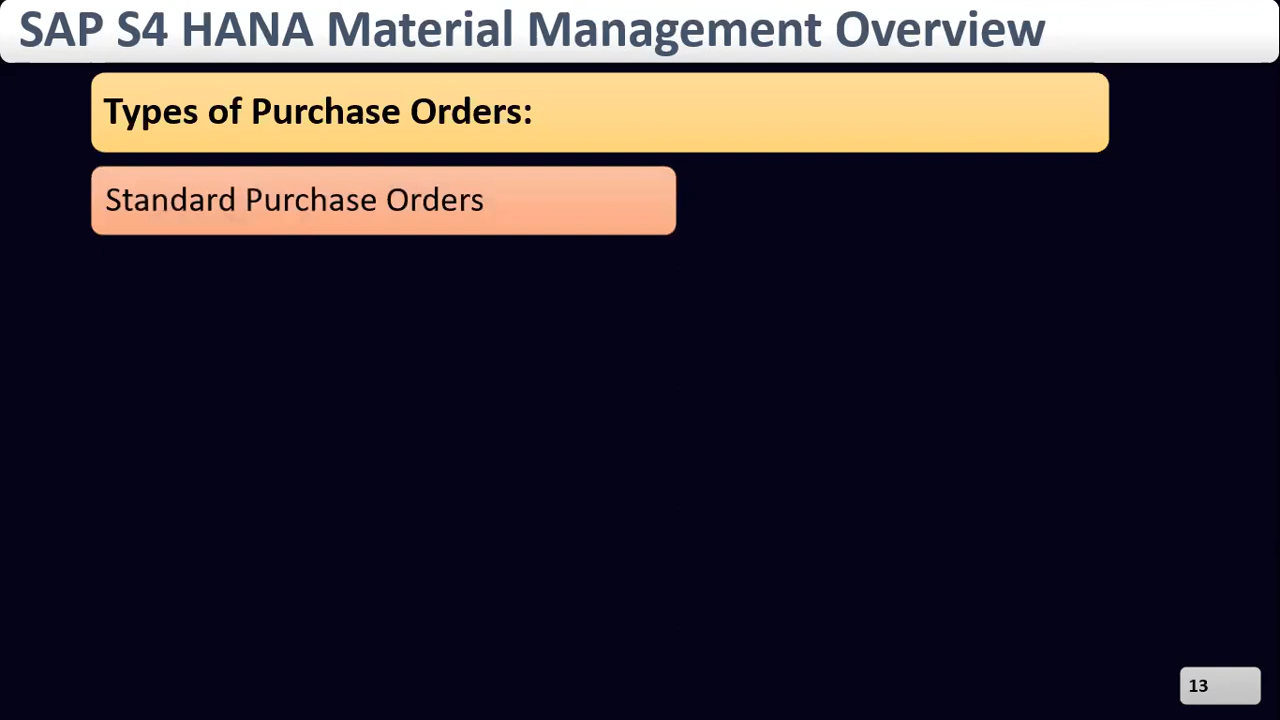 SAP S4 HANA Material Management Overview
Types of Purchase Orders:
Standard Purchase Orders
13